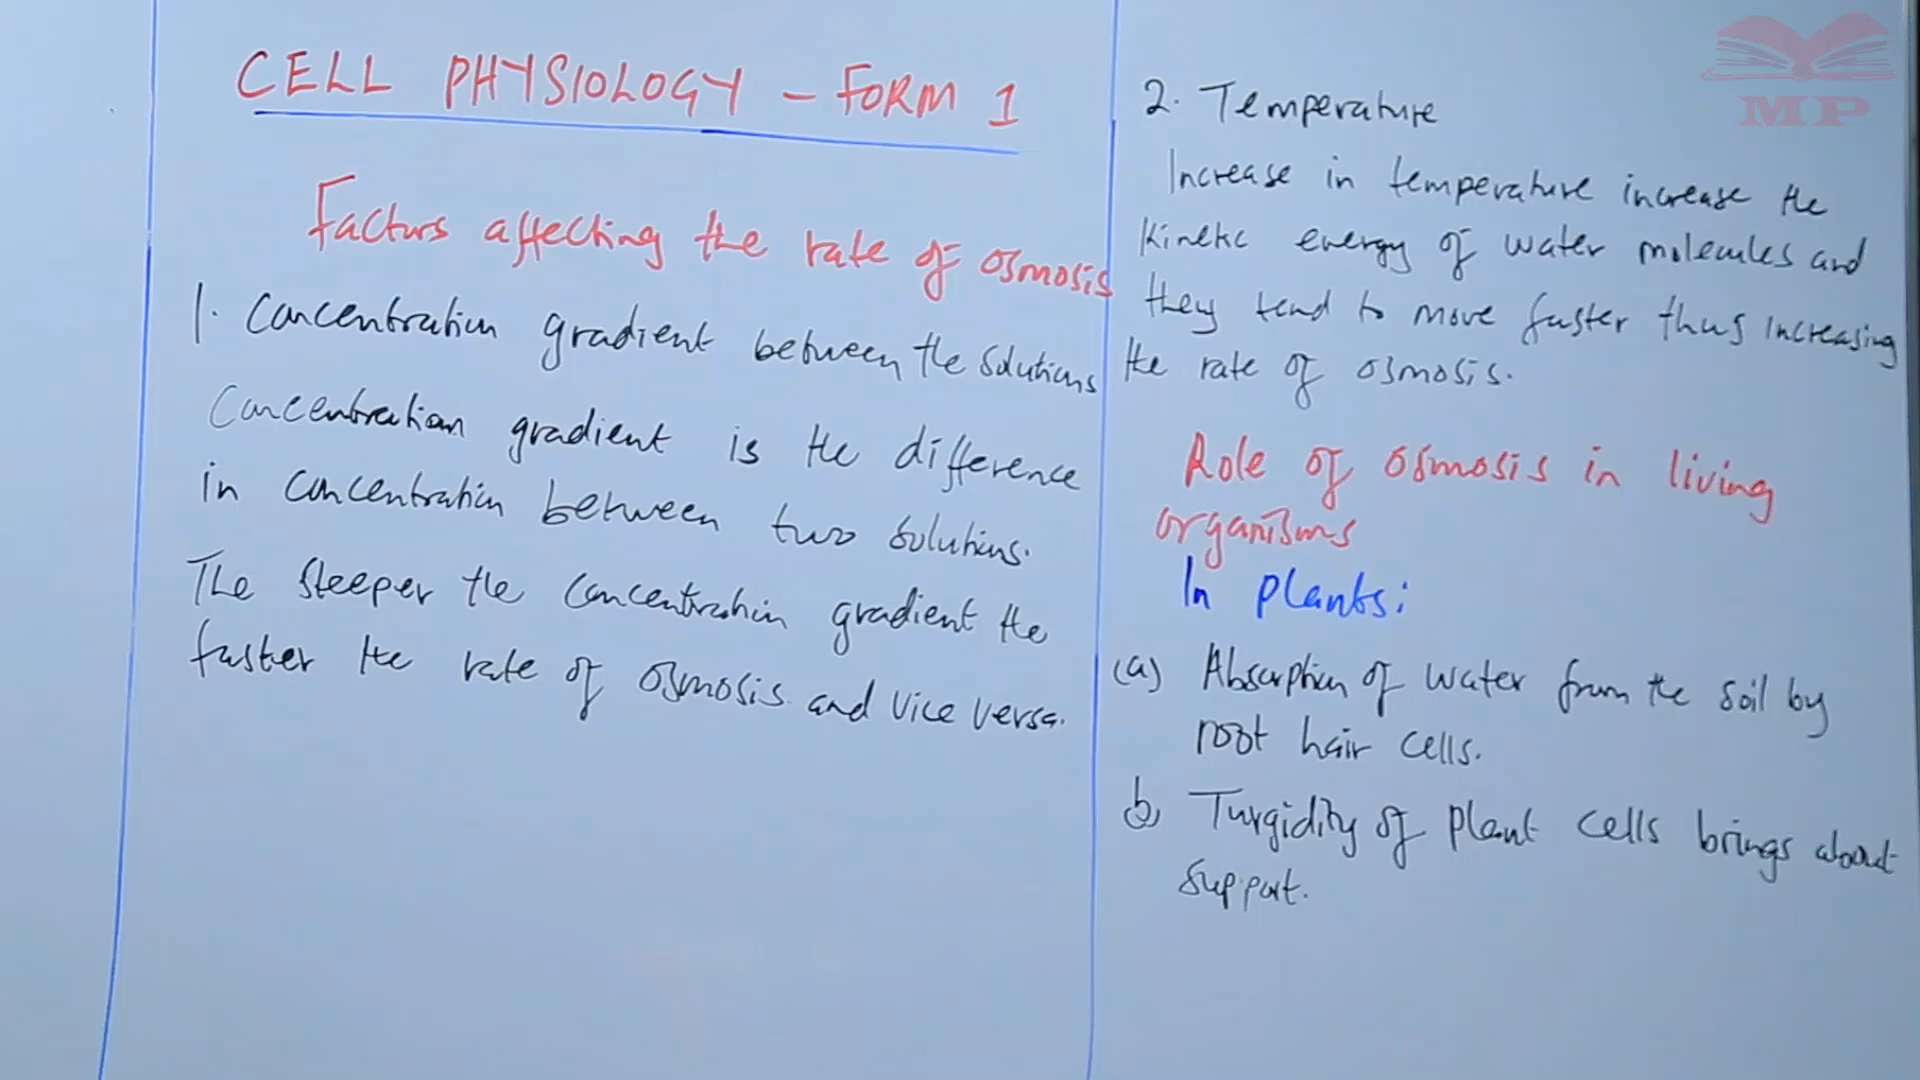 CELL PHYSIOLOGY - FORM 1
Factors affecting the rate of osmosis
1. Concentration gradient between the solutions
Concentration gradient is the difference
in concentration between two solutions.
The steeper the concentration gradient the
faster the rate of osmosis and vice versa.
2. Temperature
Increase in temperature increase the
kinetic energy of water molecules and
they tend to move faster thus increasing
the rate of osmosis.
Role of osmosis in living
organisms
In plants:
(a) Absorption of water from the soil by
root hair cells.
b) Turgidity of plant cells brings about
support.
MP